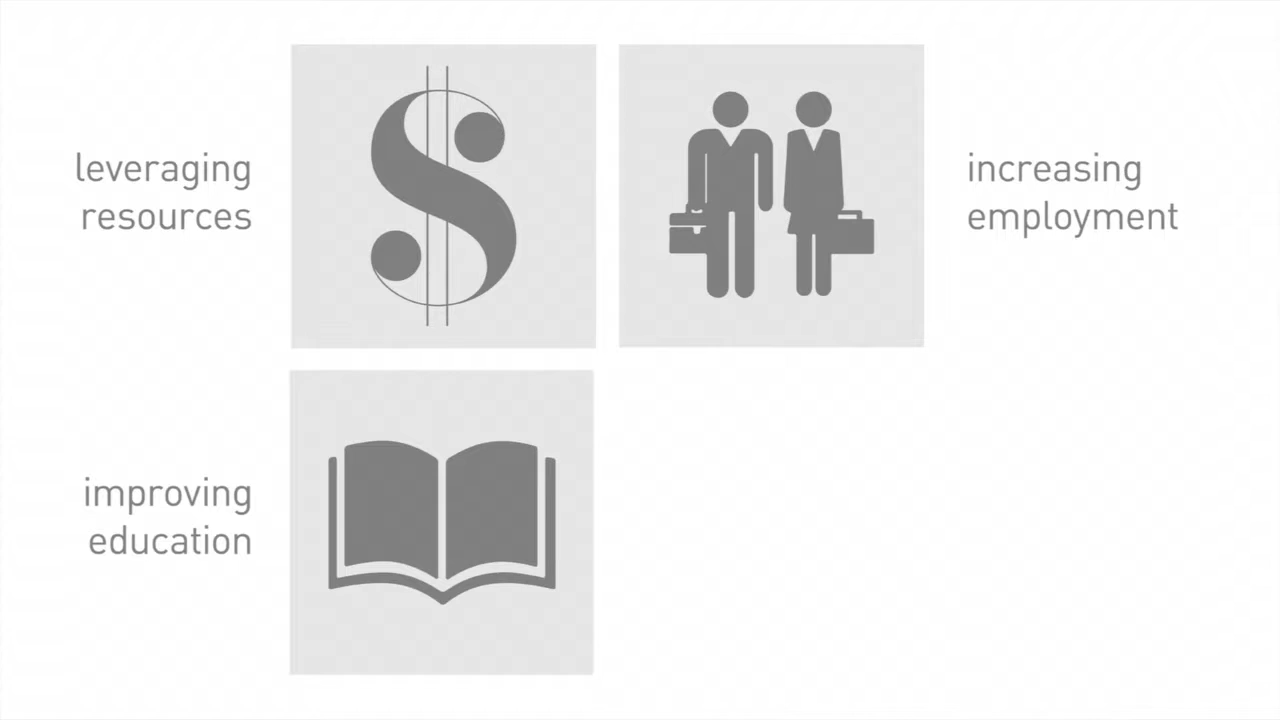 leveraging
resources
increasing
employment
improving
education